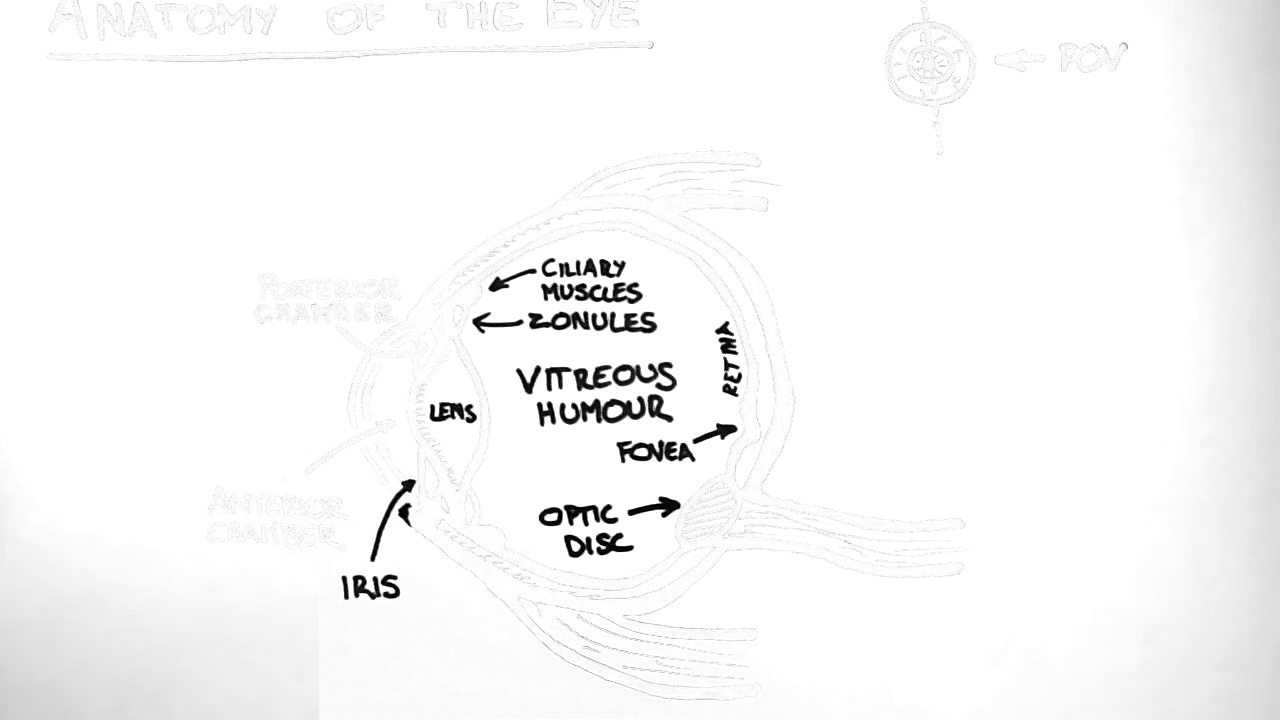 ANATOMY OF THE EYE
POV
CILIARY
MUSCLES
ZONULES
POSTERIOR
CHAMBER
RETINA
VITREOUS
HUMOUR
LENS
FOVEA
ANTERIOR
CHAMBER
OPTIC
DISC
IRIS